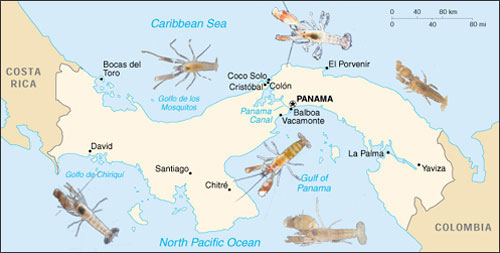 Caribbean Sea
0 40 80 km
0 40 80 mi
COSTA
RICA
Bocas del
Toro
El Porvenir
Coco Solo
Cristóbal
Colón
Golfo de los
Mosquitos
PANAMA
Panama
Canal
Balboa
Vacamonte
David
La Palma
Santiago
Yaviza
Golfo de Chiriquí
Chitré
Gulf of
Panama
COLOMBIA
North Pacific Ocean